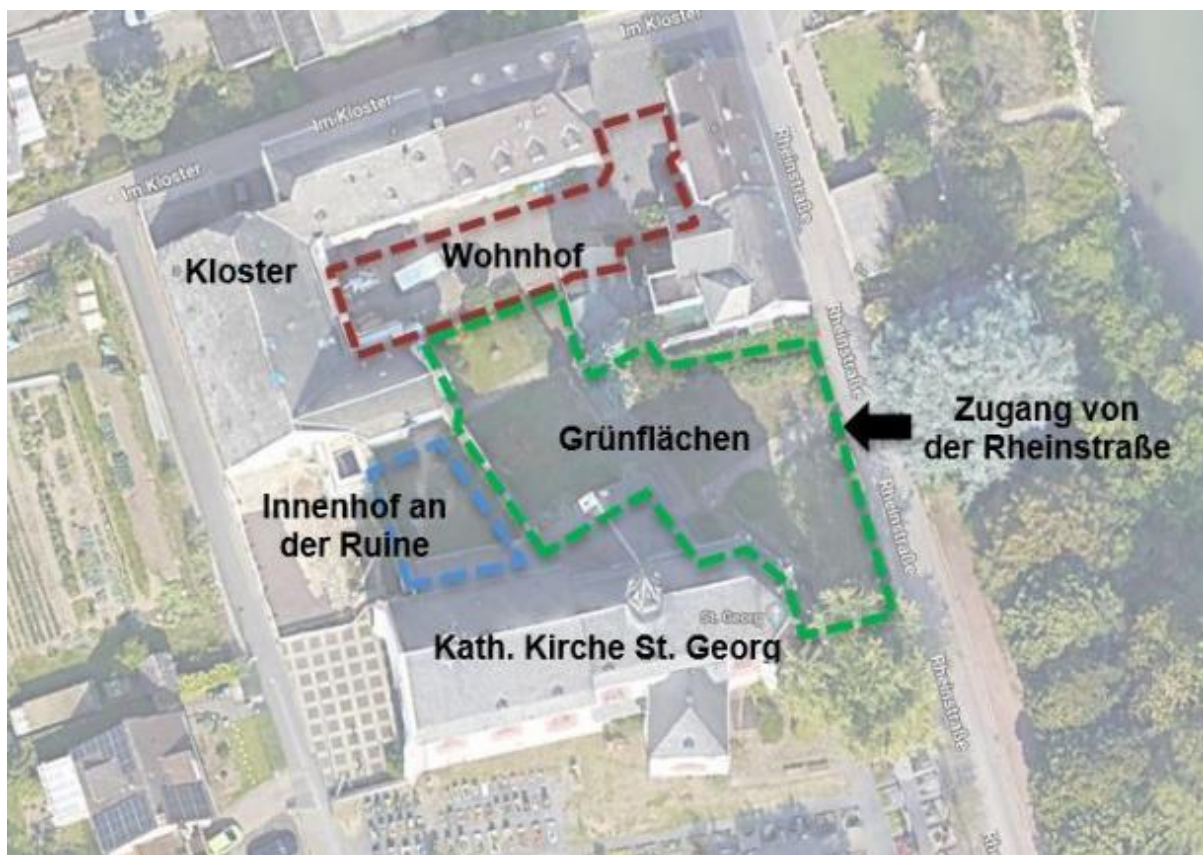 Im Kloster
Im Kloster
Im Kloster
Rheinstraße
Wohnhof
Kloster
Rheinstraße
Zugang von
der Rheinstraße
Grünflächen
Rheinstraße
Innenhof an
der Ruine
St. Georg
Kath. Kirche St. Georg
Rheinstraße